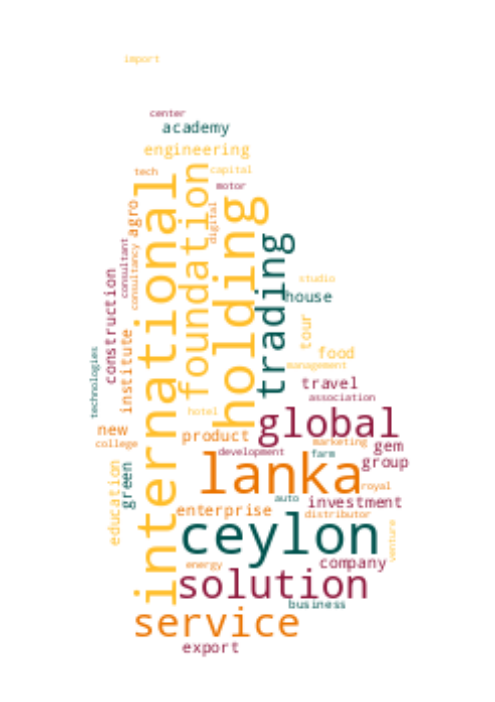 import
center
academy
engineering
tech
capital
motor
international
foundation
holding
agro
digital
trading
consultant
consultancy
construction
studio
house
tour
institute
technologies
food
management
travel
association
hotel
global
new
product
marketing
college
gem
development
farm
group
lanka
education
green
royal
auto
investment
enterprise
distributor
ceylon
venture
energy
company
solution
business
service
export